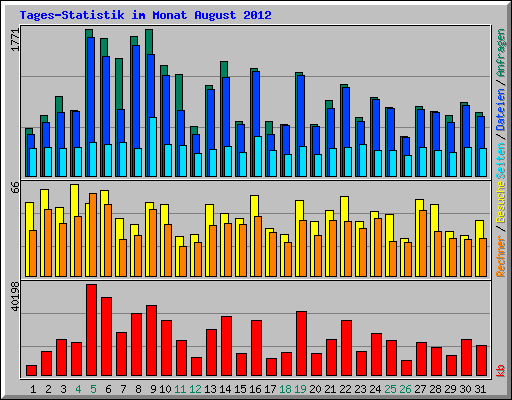 Tages-Statistik im Monat August 2012
1771
66
40198
Rechner / Besuche Seiten / Dateien / Anfragen
kb
1 2 3 4 5 6 7 8 9 10 11 12 13 14 15 16 17 18 19 20 21 22 23 24 25 26 27 28 29 30 31